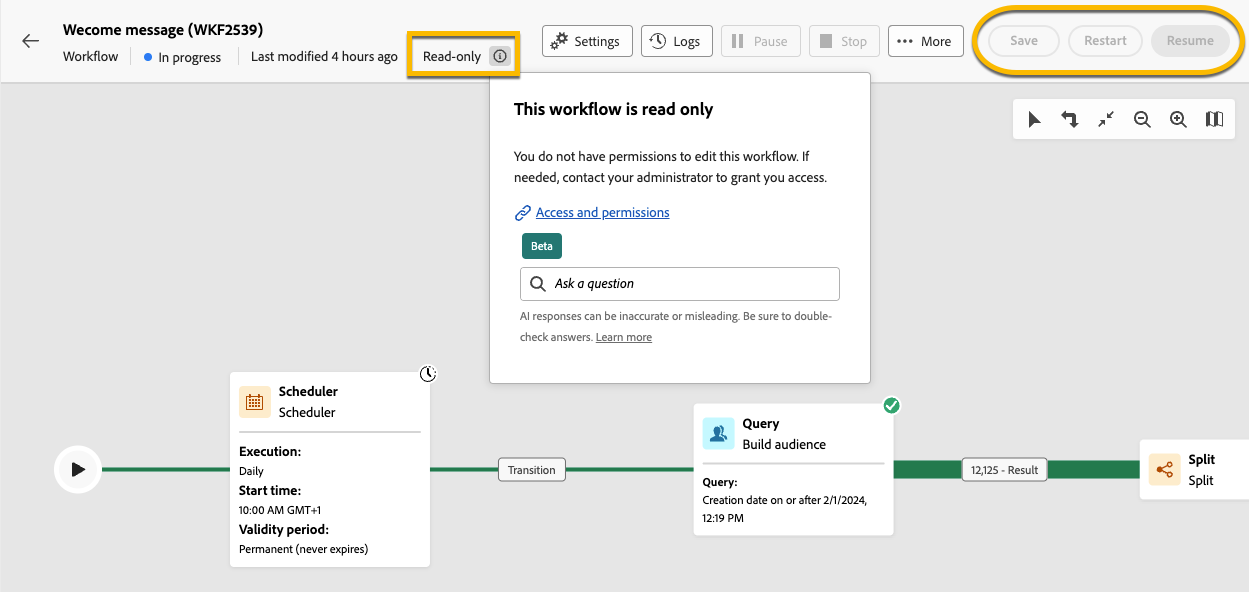 Wecome message (WKF2539)
Workflow
In progress
Last modified 4 hours ago
Read-only
Settings
Logs
Pause
Stop
More
Save
Restart
Resume
This workflow is read only
You do not have permissions to edit this workflow. If
needed, contact your administrator to grant you access.
Access and permissions
Beta
Ask a question
AI responses can be inaccurate or misleading. Be sure to double-
check answers. Learn more
Scheduler
Scheduler
Execution:
Daily
Start time:
10:00 AM GMT+1
Validity period:
Permanent (never expires)
Transition
Query
Build audience
Query:
Creation date on or after 2/1/2024,
12:19 PM
12,125 - Result
Split
Split